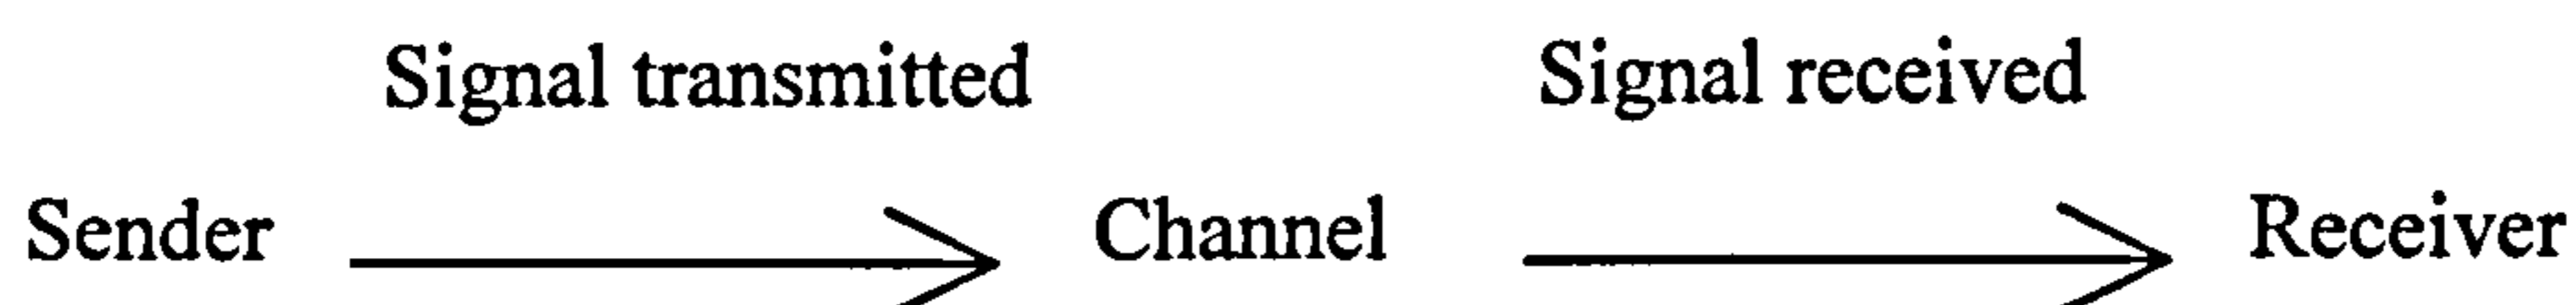 Signal transmitted Signal received
Sender Channel Receiver